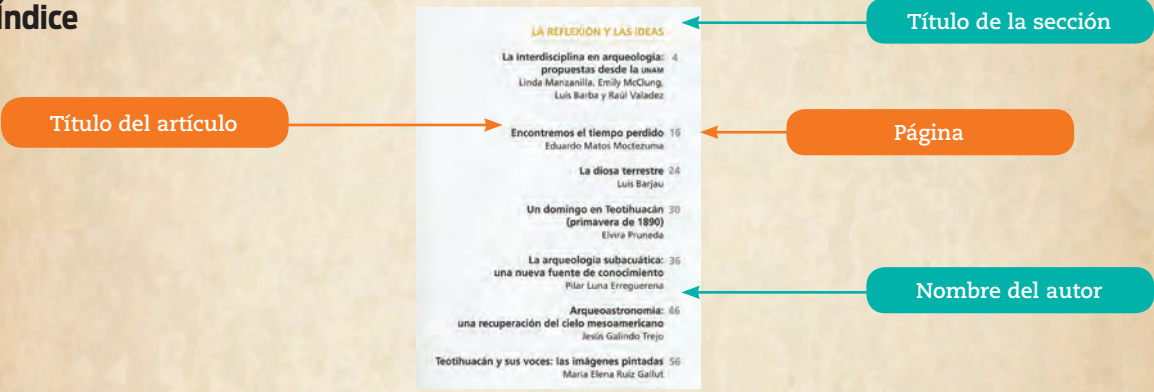 Índice
LA REFLEXIÓN Y LAS IDEAS
Título de la sección
La interdisciplina en arqueología: 4
propuestas desde la UNAM
Linda Manzanilla, Emily McClung,
Luis Barba y Raúl Valadez
Título del artículo
Encontremos el tiempo perdido 16
Eduardo Matos Moctezuma
Página
La diosa terrestre 24
Luis Barjau
Un domingo en Teotihuacán 30
(primavera de 1890)
Elvira Pruneda
La arqueología subacuática: 36
una nueva fuente de conocimiento
Pilar Luna Erreguerena
Nombre del autor
Arqueoastronomía: 46
una recuperación del cielo mesoamericano
Jesús Galindo Trejo
Teotihuacán y sus voces: las imágenes pintadas 56
María Elena Ruiz Gallut